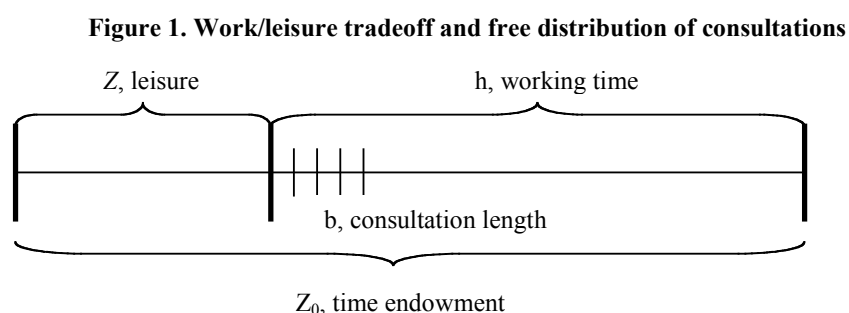 Figure 1. Work/leisure tradeoff and free distribution of consultations
Z, leisure
h, working time
b, consultation length
Z₀, time endowment